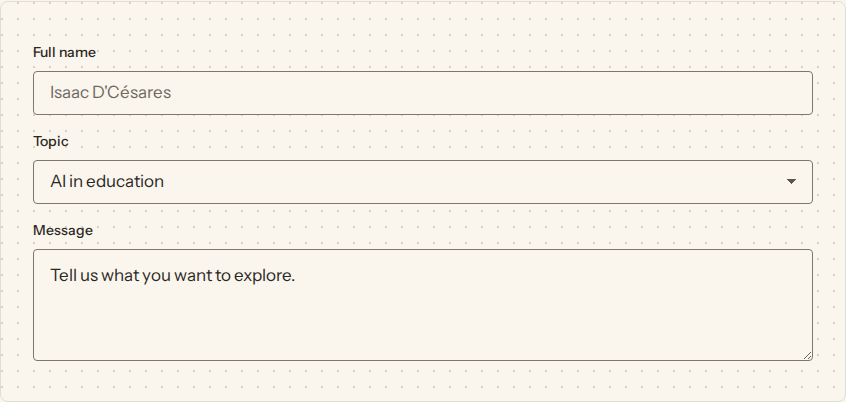 Full name
Isaac D'Césares
Topic
AI in education
Message
Tell us what you want to explore.